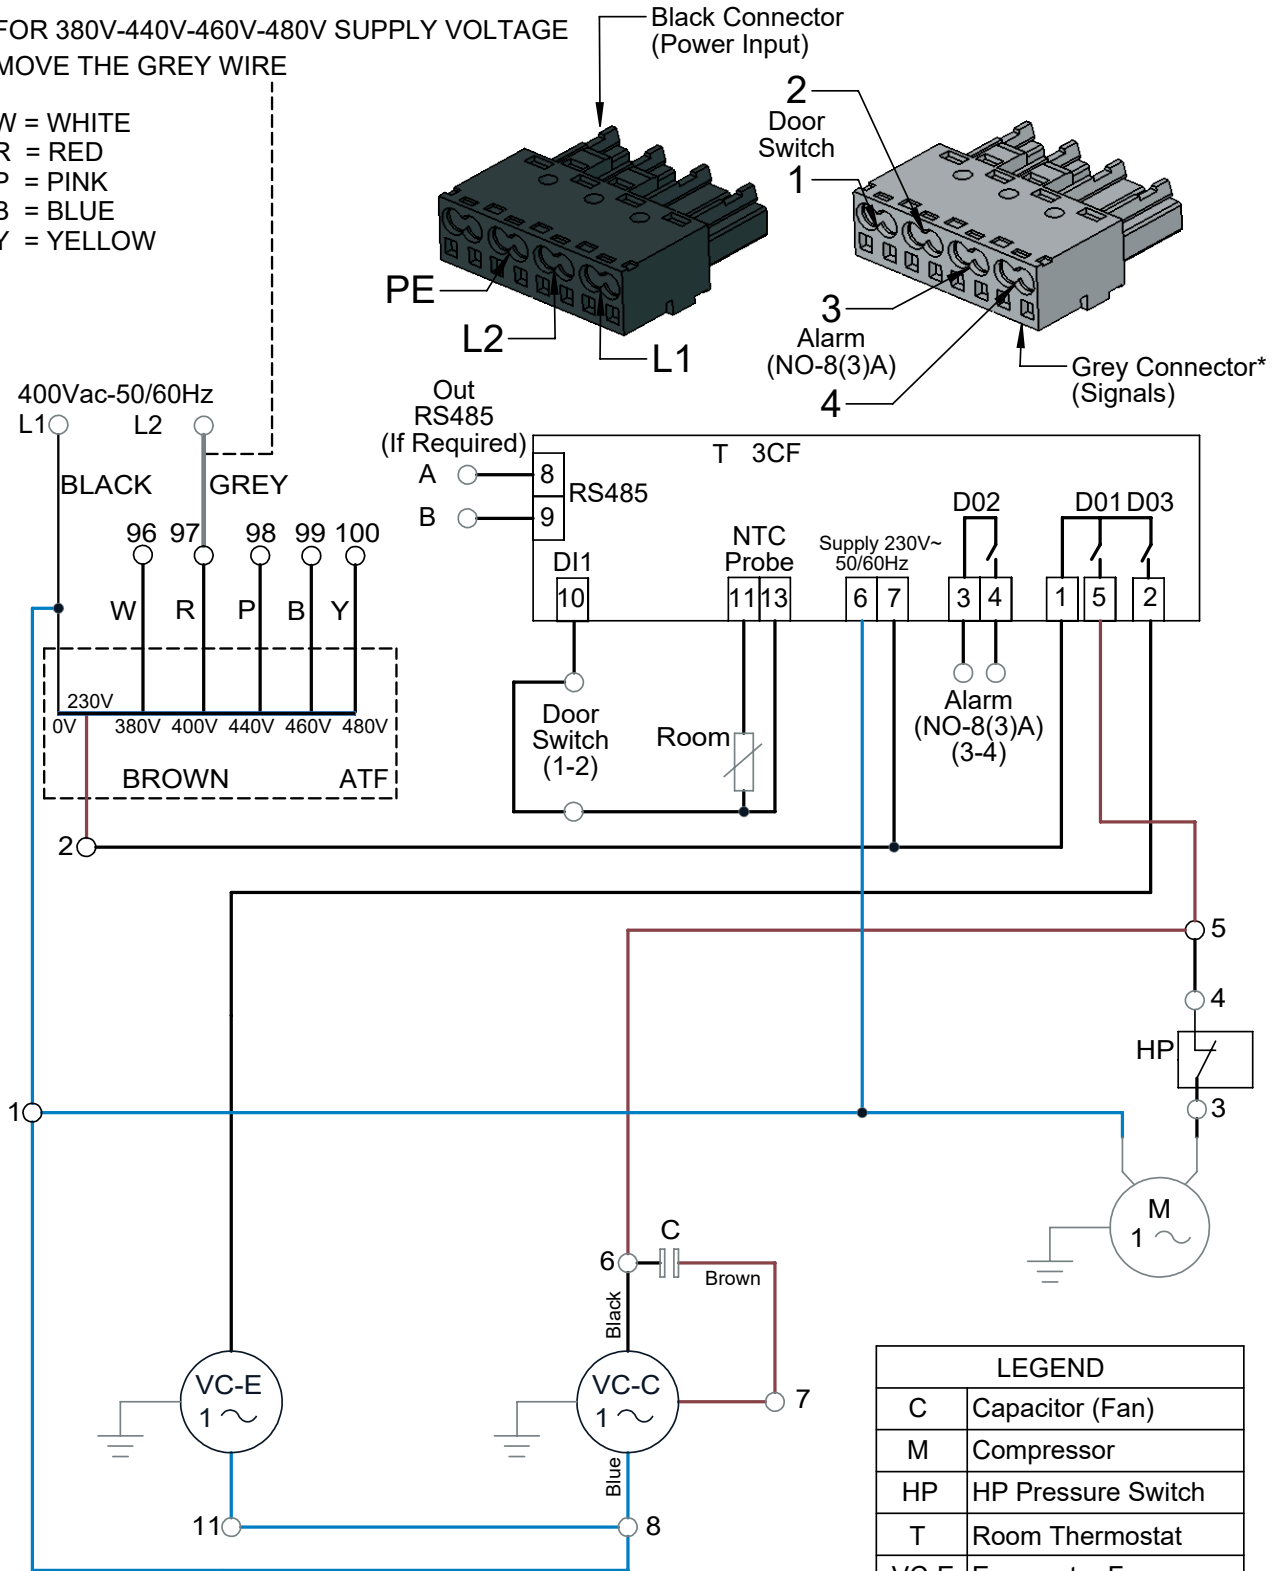 FOR 380V-440V-460V-480V SUPPLY VOLTAGE
MOVE THE GREY WIRE
W = WHITE
R = RED
P = PINK
B = BLUE
Y = YELLOW
Black Connector
(Power Input)
PE
L2
L1
2
Door
Switch
1
3
Alarm
(NO-8(3)A)
4
Grey Connector*
(Signals)
400Vac-50/60Hz
L1
L2
BLACK
GREY
96 97 98 99 100
W R P B Y
230V
0V 380V 400V 440V 460V 480V
BROWN
ATF
2
Out
RS485
(If Required)
A
B
8
9
RS485
T 3CF
DI1
10
NTC
Probe
11 13
Supply 230V~
50/60Hz
6 7
D02
3 4
D01 D03
1 5 2
Door
Switch
(1-2)
Room
Alarm
(NO-8(3)A)
(3-4)
5
4
HP
3
1
M
1
6
C
Brown
Black
7
VC-E
1
VC-C
1
Blue
11
8
LEGEND
C Capacitor (Fan)
M Compressor
HP HP Pressure Switch
T Room Thermostat